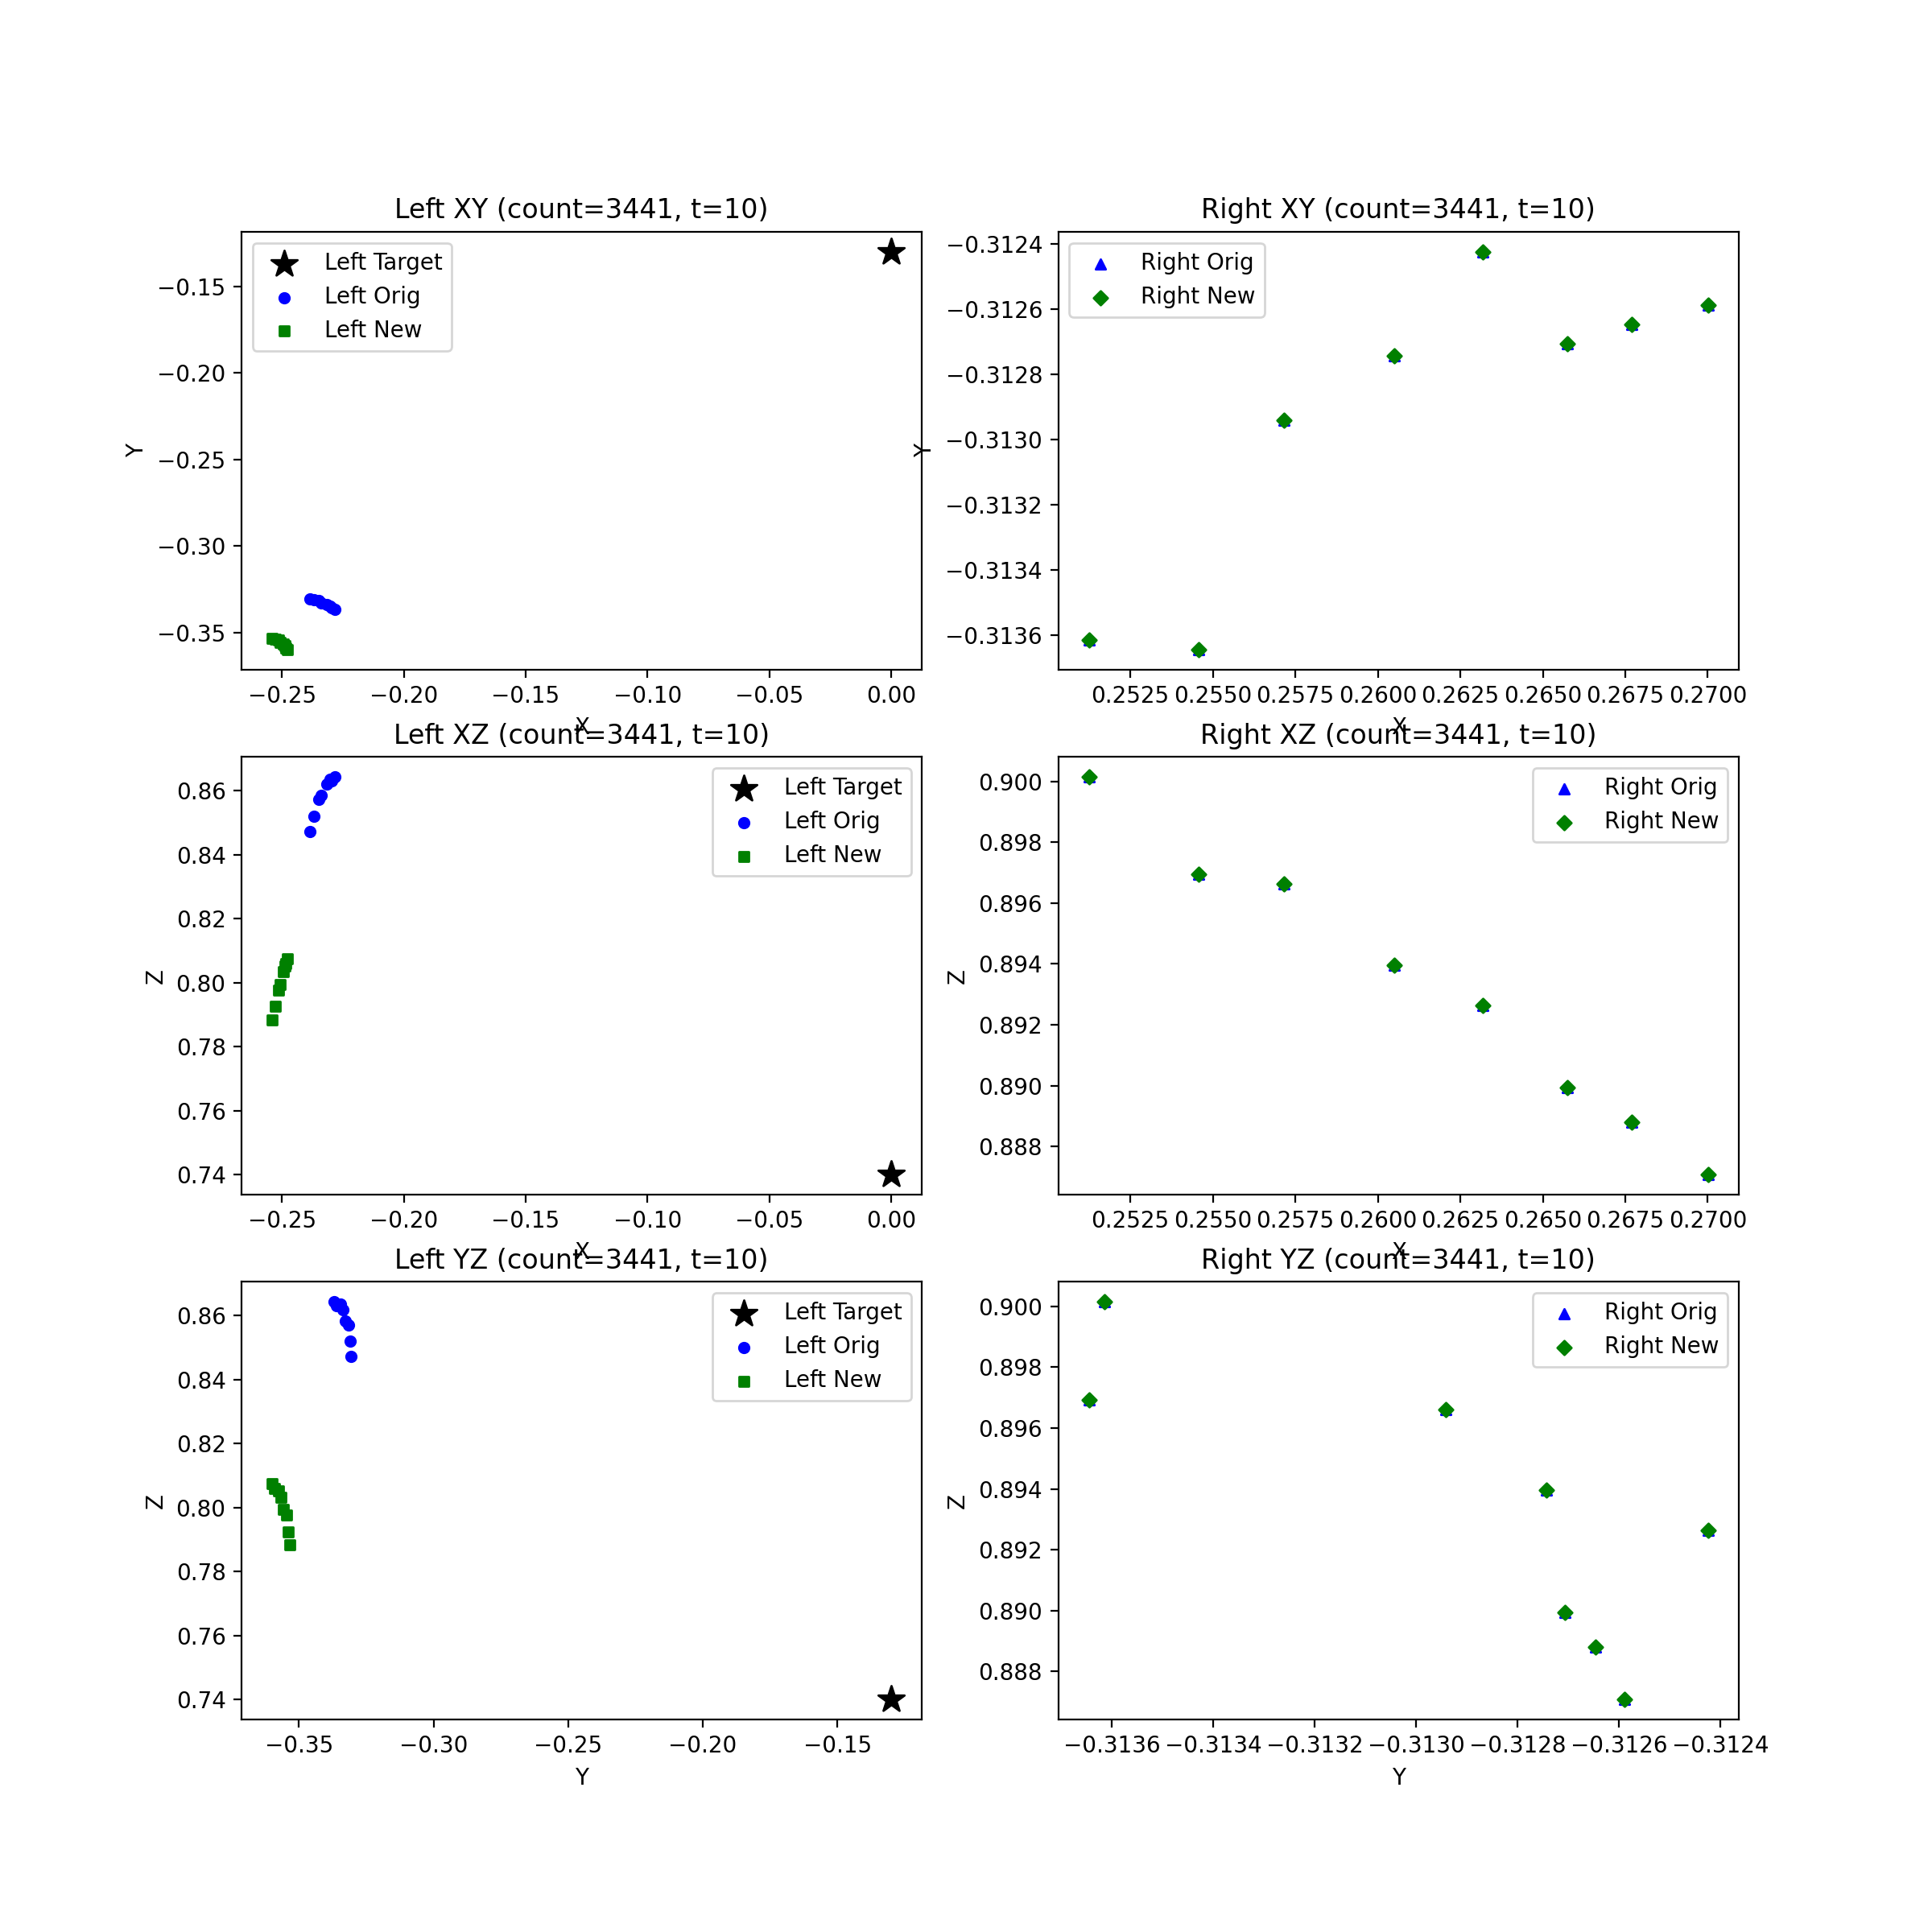 Left XY (count=3441, t=10)
Left Target
Left Orig
Left New
−0.15
−0.20
−0.25
−0.30
−0.35
Y
−0.25 −0.20 −0.15 −0.10 −0.05 0.00
X
Right XY (count=3441, t=10)
Right Orig
Right New
−0.3124
−0.3126
−0.3128
−0.3130
−0.3132
−0.3134
−0.3136
Y
0.2525 0.2550 0.2575 0.2600 0.2625 0.2650 0.2675 0.2700
X
Left XZ (count=3441, t=10)
Left Target
Left Orig
Left New
0.86
0.84
0.82
0.80
0.78
0.76
0.74
Z
−0.25 −0.20 −0.15 −0.10 −0.05 0.00
X
Right XZ (count=3441, t=10)
Right Orig
Right New
0.900
0.898
0.896
0.894
0.892
0.890
0.888
Z
0.2525 0.2550 0.2575 0.2600 0.2625 0.2650 0.2675 0.2700
X
Left YZ (count=3441, t=10)
Left Target
Left Orig
Left New
0.86
0.84
0.82
0.80
0.78
0.76
0.74
Z
−0.35 −0.30 −0.25 −0.20 −0.15
Y
Right YZ (count=3441, t=10)
Right Orig
Right New
0.900
0.898
0.896
0.894
0.892
0.890
0.888
Z
−0.3136 −0.3134 −0.3132 −0.3130 −0.3128 −0.3126 −0.3124
Y